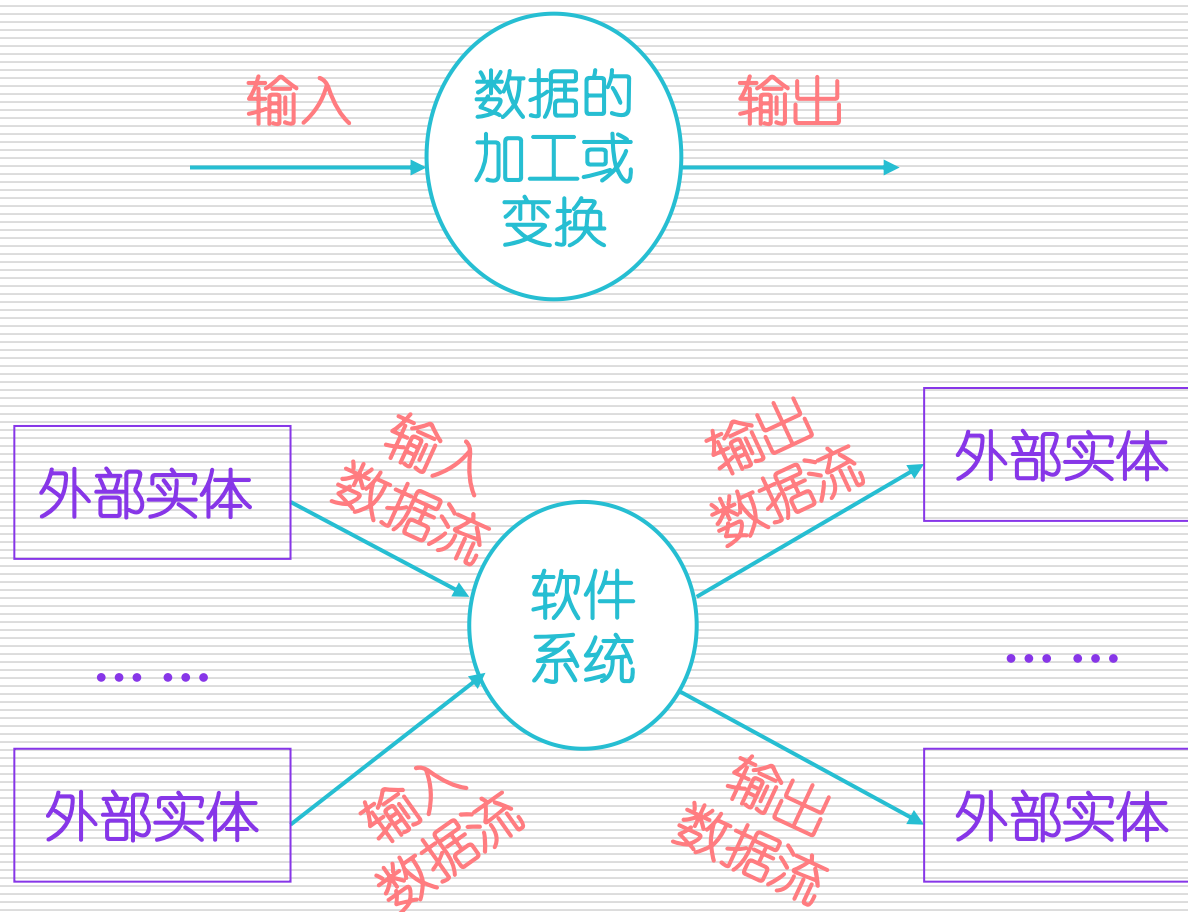 输入
数据的
加工或
变换
输出
外部实体
输入
数据流
输出
数据流
外部实体
软件
系统
…… 
……
外部实体
输入
数据流
输出
数据流
外部实体